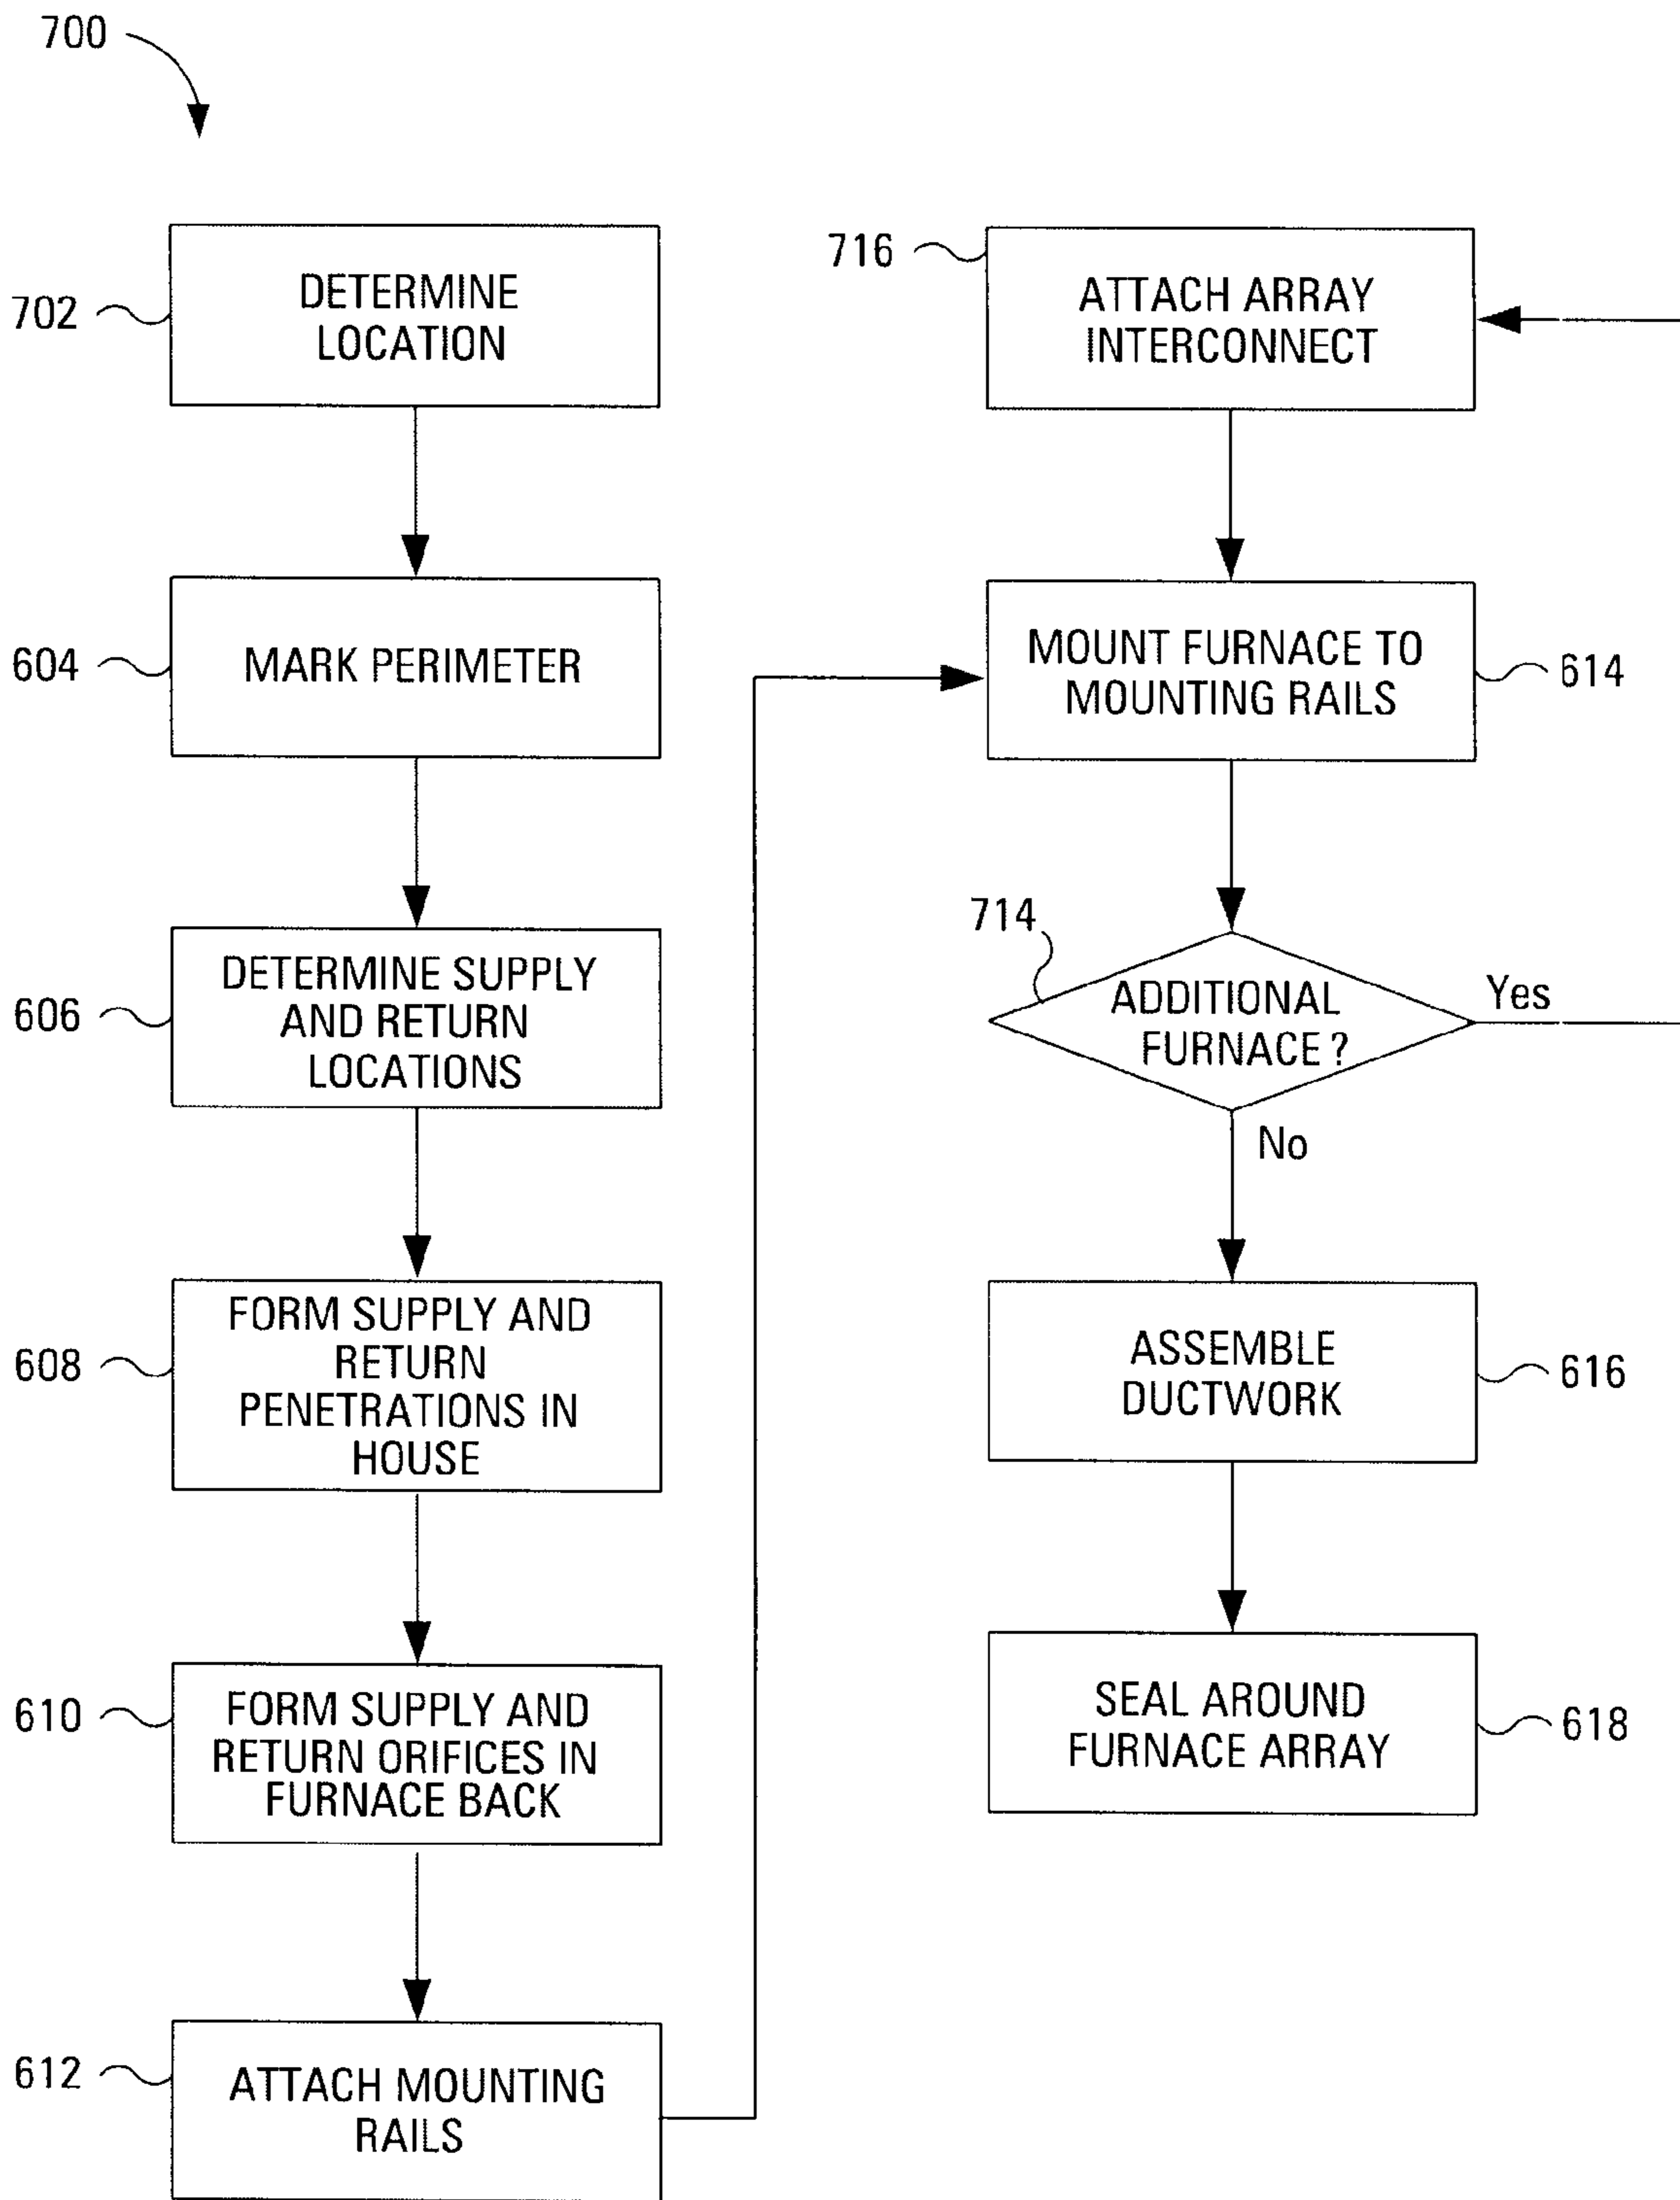 700
702
DETERMINE
LOCATION
604
MARK PERIMETER
606
DETERMINE SUPPLY
AND RETURN
LOCATIONS
608
FORM SUPPLY AND
RETURN
PENETRATIONS IN
HOUSE
610
FORM SUPPLY AND
RETURN ORIFICES IN
FURNACE BACK
612
ATTACH MOUNTING
RAILS
716
ATTACH ARRAY
INTERCONNECT
MOUNT FURNACE TO
MOUNTING RAILS
614
714
ADDITIONAL
FURNACE?
Yes
No
ASSEMBLE
DUCTWORK
616
SEAL AROUND
FURNACE ARRAY
618